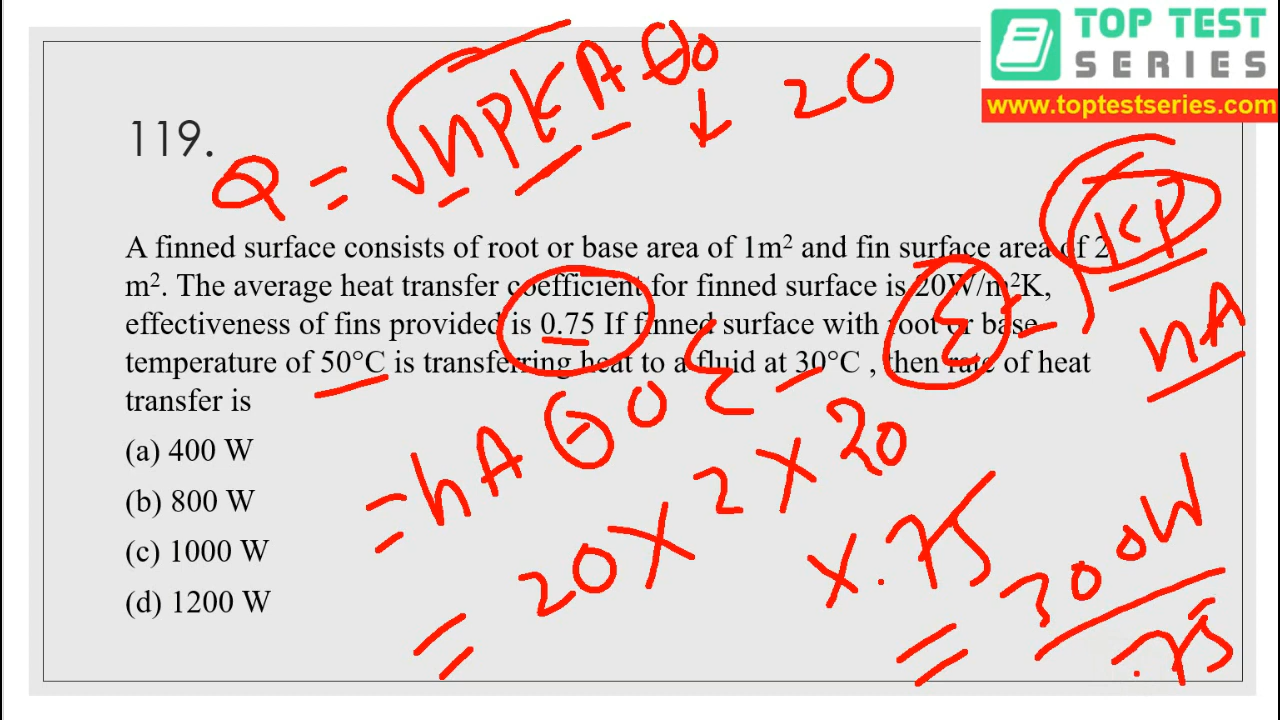 TOP TEST
SERIES
www.toptestseries.com
119.
Q = √hPKA θ0
20
KP
hA
A finned surface consists of root or base area of 1m² and fin surface area of 2
m². The average heat transfer coefficient for finned surface is 20W/m²K,
effectiveness of fins provided is 0.75 If finned surface with root or base
temperature of 50°C is transferring heat to a fluid at 30°C , then rate of heat
transfer is
(a) 400 W
(b) 800 W
(c) 1000 W
(d) 1200 W
= hA θ0 Σ
= 20 X 2 X 20
X .75
= 300W
.75